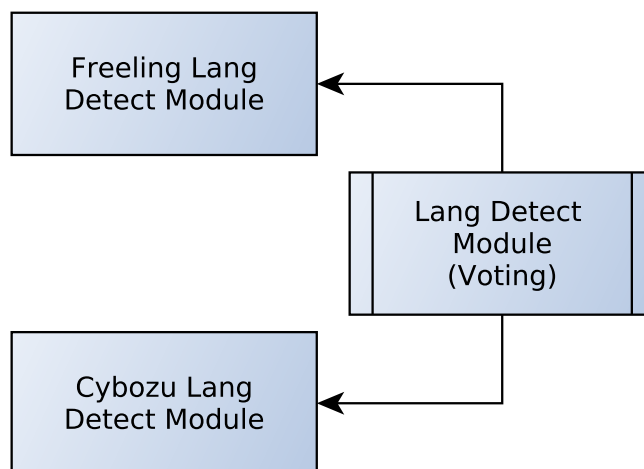 Freeling Lang
Detect Module
Lang Detect
Module
(Voting)
Cybozu Lang
Detect Module